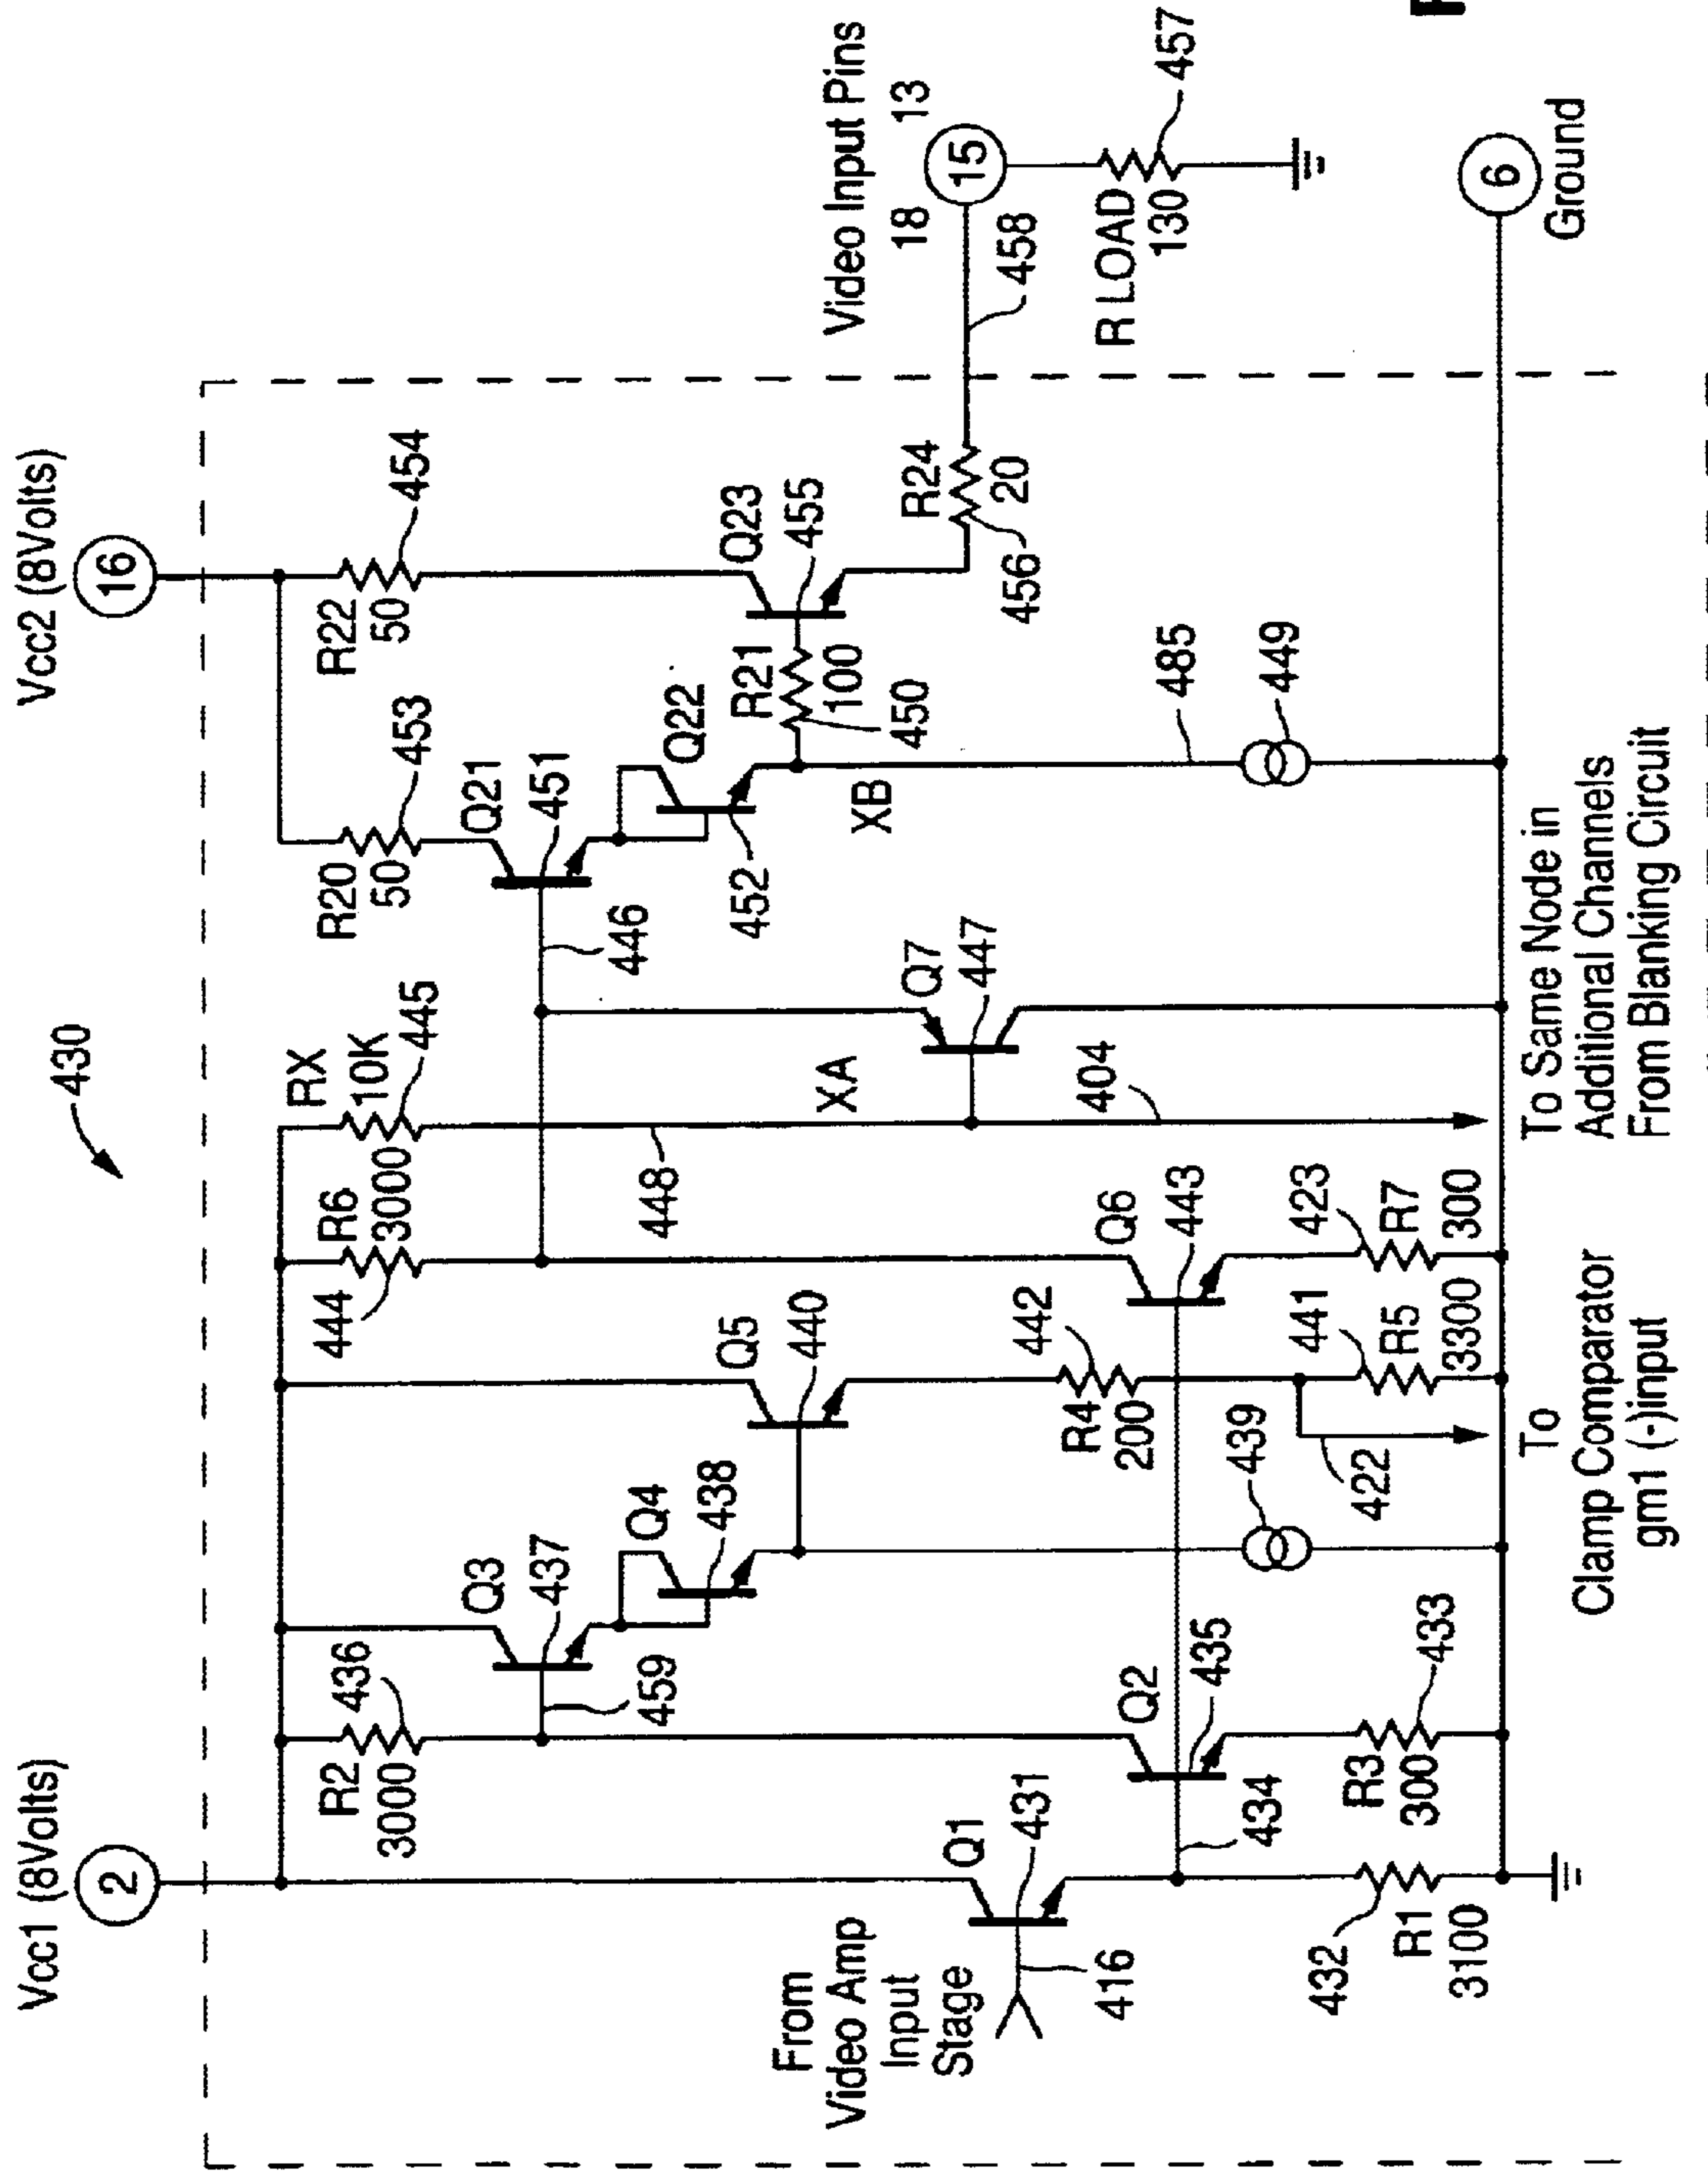 430
Vcc1 (8Volts)
2
Vcc2 (8Volts)
16
R2
3000
436
Q3
437
459
Q4
438
Q5
440
R6
3000
444
RX
10K
445
448
446
R20
50
453
Q21
451
Q22
452
R22
50
454
R21
100
450
Q23
455
XB
XA
Q7
447
404
R24
20
456
458
Video Input Pins
18
13
15
R LOAD
130
457
From
Video Amp
Input
Stage
416
Q1
431
434
Q2
435
R4
200
442
Q6
443
485
449
439
432
R1
3100
R3
300
433
422
441
R5
3300
423
R7
300
6
Ground
To
Clamp Comparator
gm1 (-)input
To Same Node in
Additional Channels
From Blanking Circuit